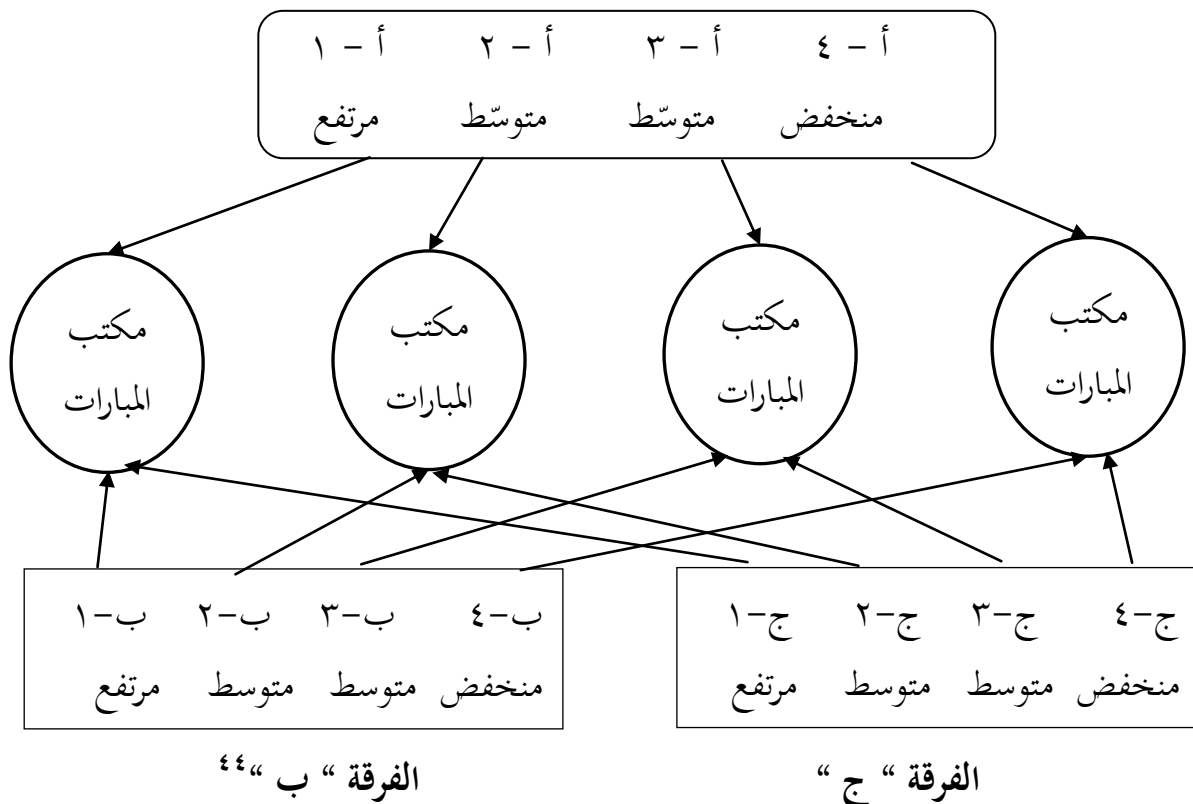 أ – ٤ أ – ٣ أ – ٢ أ – ١
منخفض متوسّط متوسّط مرتفع
مكتب
المبارات
مكتب
المبارات
مكتب
المبارات
مكتب
المبارات
ج-٤ ج-٣ ج-٢ ج-١
منخفض متوسط متوسط مرتفع
الفرقة “ ج “
ب-٤ ب-٣ ب-٢ ب-١
منخفض متوسط متوسط مرتفع
الفرقة “ ب “٤٤